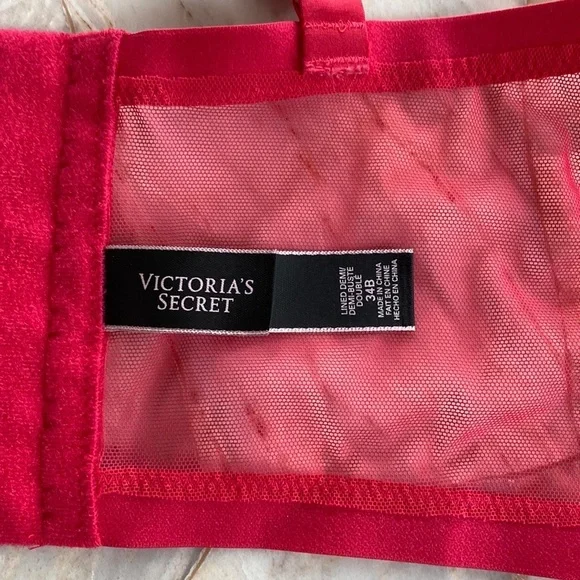 VICTORIA'S
SECRET
LINED DEMI/
DEMI-BUSTE
DOUBLÉ
34B
MADE IN CHINA
FAIT EN CHINE
HECHO EN CHINA